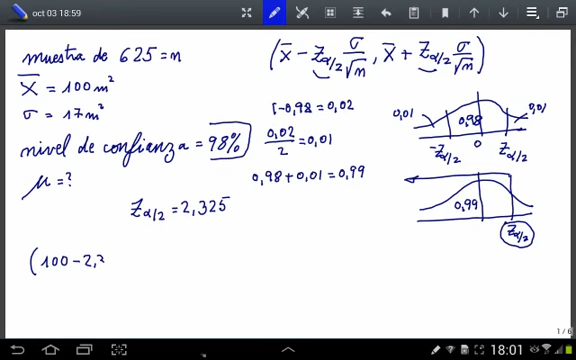 oct 03 18:59
muestra de 625 = n
(X̄ − Zα/2 σ/√n, X̄ + Zα/2 σ/√n)
X̄ = 100 m²
σ = 17 m²
1-0,98 = 0,02
0,01 0,98 0,01
-Zα/2 0 Zα/2
nivel de confianza = 98%
0,02/2 = 0,01
μ = ?
0,98 + 0,01 = 0,99
Zα/2 = 2,325
0,99
Zα/2
(100 − 2,3
1 / 6
18:01